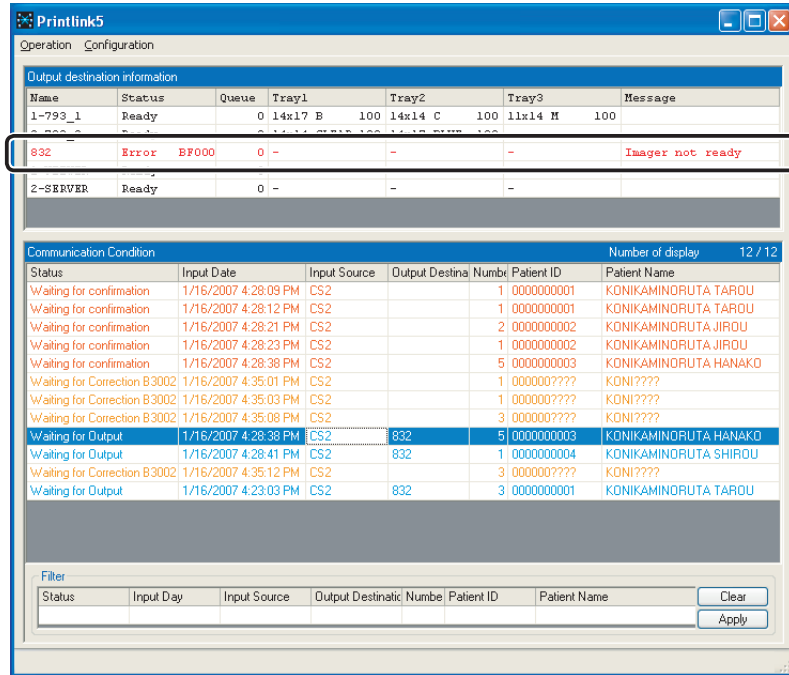 Printlink5
Operation Configuration
Output destination information
Name Status Queue Tray1 Tray2 Tray3 Message
1-793_1 Ready 0 14x17 B 100 14x14 C 100 11x14 M 100
832 Error BF000 0 - - - Imager not ready
2-SERVER Ready 0 - - -
Communication Condition Number of display 12 / 12
Status Input Date Input Source Output Destina Numbe Patient ID Patient Name
Waiting for confirmation 1/16/2007 4:28:09 PM CS2 1 0000000001 KONIKAMINORUTA TAROU
Waiting for confirmation 1/16/2007 4:28:12 PM CS2 1 0000000001 KONIKAMINORUTA TAROU
Waiting for confirmation 1/16/2007 4:28:21 PM CS2 2 0000000002 KONIKAMINORUTA JIROU
Waiting for confirmation 1/16/2007 4:28:23 PM CS2 1 0000000002 KONIKAMINORUTA JIROU
Waiting for confirmation 1/16/2007 4:28:38 PM CS2 5 0000000003 KONIKAMINORUTA HANAKO
Waiting for Correction B3002 1/16/2007 4:35:01 PM CS2 1 000000???? KONI????
Waiting for Correction B3002 1/16/2007 4:35:03 PM CS2 1 000000???? KONI????
Waiting for Correction B3002 1/16/2007 4:35:08 PM CS2 3 000000???? KONI????
Waiting for Output 1/16/2007 4:28:38 PM CS2 832 5 0000000003 KONIKAMINORUTA HANAKO
Waiting for Output 1/16/2007 4:28:41 PM CS2 832 1 0000000004 KONIKAMINORUTA SHIROU
Waiting for Correction B3002 1/16/2007 4:35:12 PM CS2 3 000000???? KONI????
Waiting for Output 1/16/2007 4:23:03 PM CS2 832 3 0000000001 KONIKAMINORUTA TAROU
Filter
Status Input Day Input Source Output Destinatic Numbe Patient ID Patient Name Clear
Apply